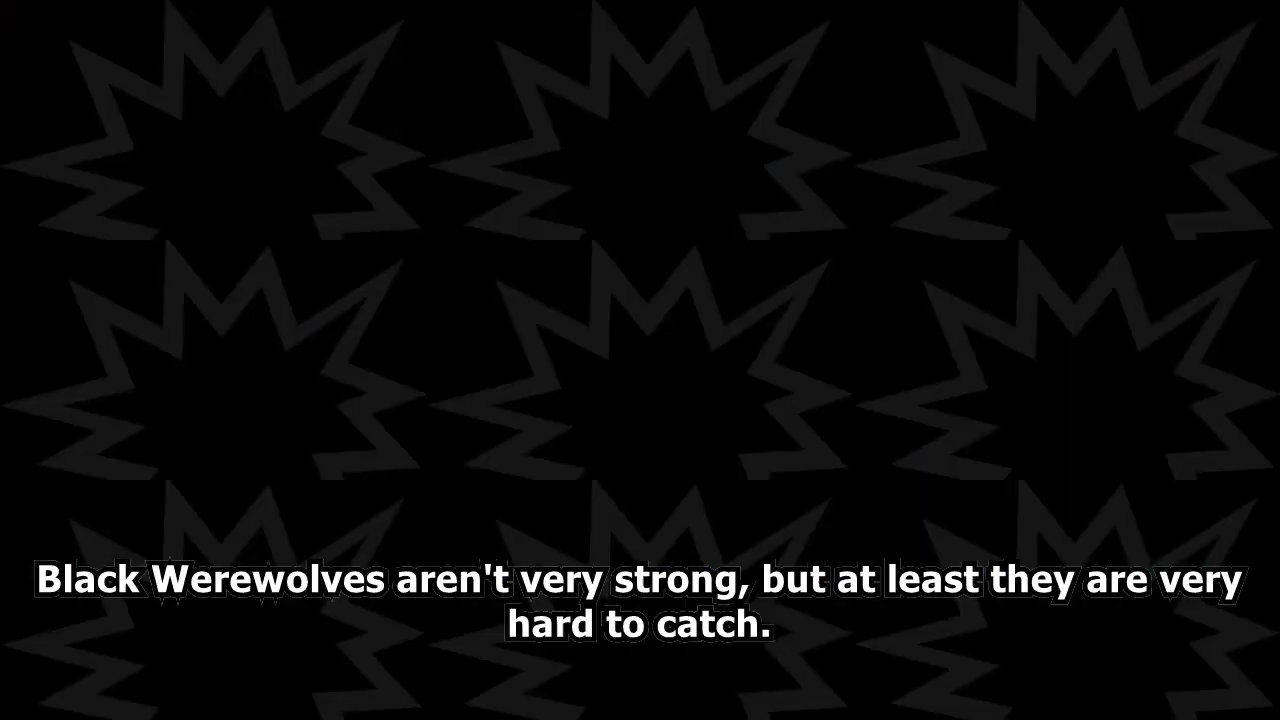 Black Werewolves aren't very strong, but at least they are very
hard to catch.